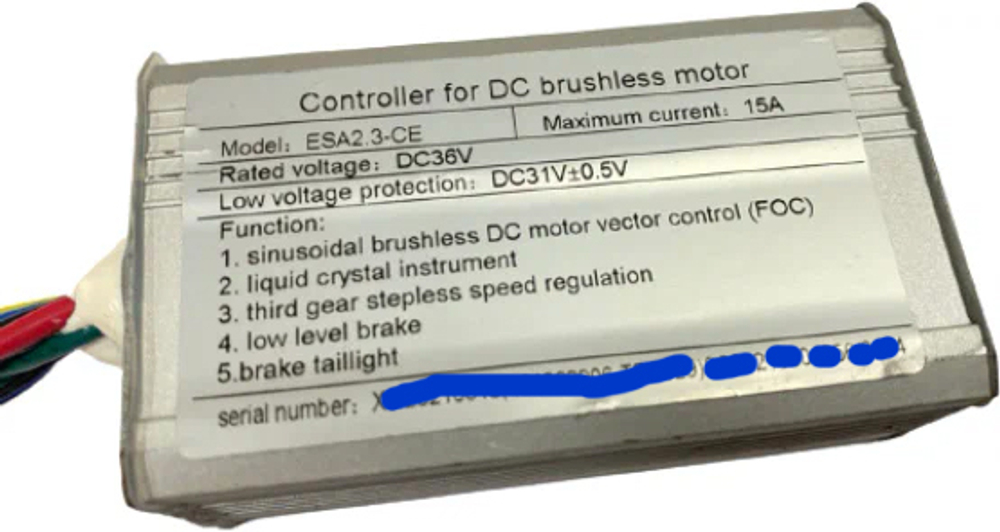 Controller for DC brushless motor
Model: ESA2.3-CE Maximum current: 15A
Rated voltage: DC36V
Low voltage protection: DC31V±0.5V
Function:
1. sinusoidal brushless DC motor vector control (FOC)
2. liquid crystal instrument
3. third gear stepless speed regulation
4. low level brake
5.brake taillight
serial number: